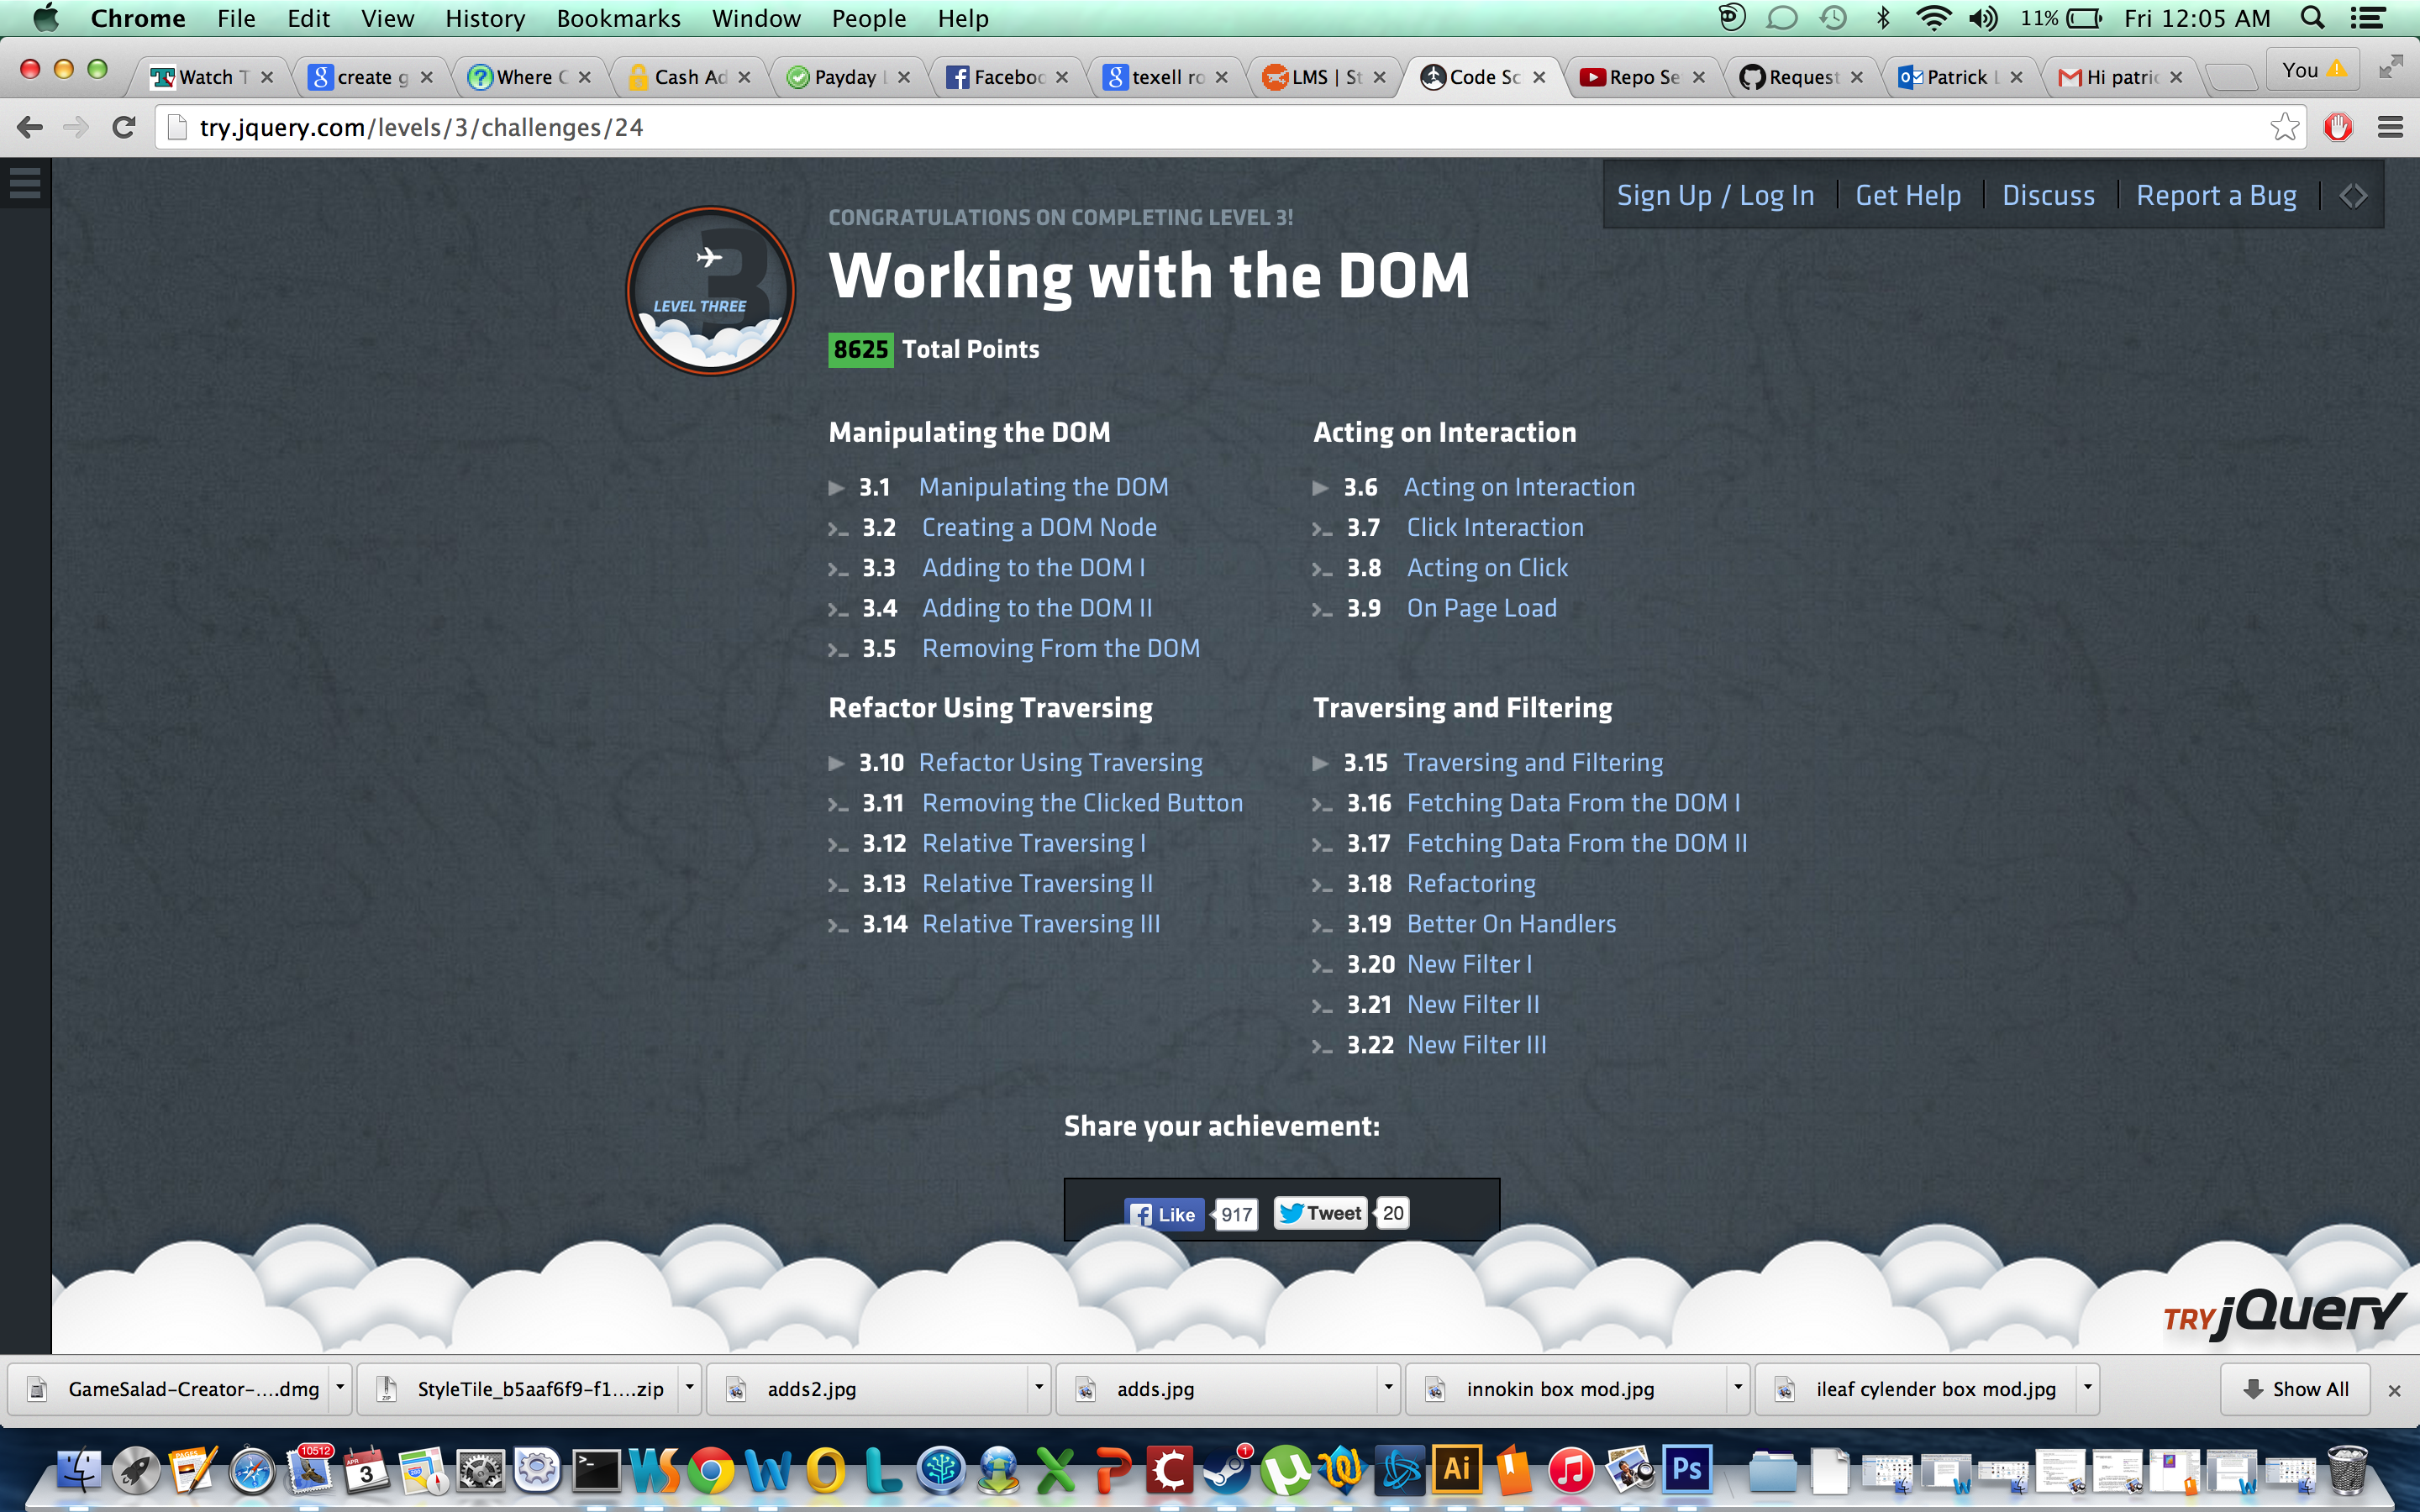 Chrome File Edit View History Bookmarks Window People Help 11% Fri 12:05 AM
Watch T create g Where C Cash Ad Payday L Faceboo texell ro LMS | St Code Sc Repo Se Request Patrick L Hi patric You
try.jquery.com/levels/3/challenges/24
Sign Up / Log In Get Help Discuss Report a Bug
CONGRATULATIONS ON COMPLETING LEVEL 3!
Working with the DOM
3
LEVEL THREE
8625 Total Points
Manipulating the DOM
3.1 Manipulating the DOM
3.2 Creating a DOM Node
3.3 Adding to the DOM I
3.4 Adding to the DOM II
3.5 Removing From the DOM
Acting on Interaction
3.6 Acting on Interaction
3.7 Click Interaction
3.8 Acting on Click
3.9 On Page Load
Refactor Using Traversing
3.10 Refactor Using Traversing
3.11 Removing the Clicked Button
3.12 Relative Traversing I
3.13 Relative Traversing II
3.14 Relative Traversing III
Traversing and Filtering
3.15 Traversing and Filtering
3.16 Fetching Data From the DOM I
3.17 Fetching Data From the DOM II
3.18 Refactoring
3.19 Better On Handlers
3.20 New Filter I
3.21 New Filter II
3.22 New Filter III
Share your achievement:
Like 917 Tweet 20
TRY jQuery
GameSalad-Creator-....dmg StyleTile_b5aaf6f9-f1....zip adds2.jpg adds.jpg innokin box mod.jpg ileaf cylender box mod.jpg Show All
10512 APR 3 1 Ai Ps